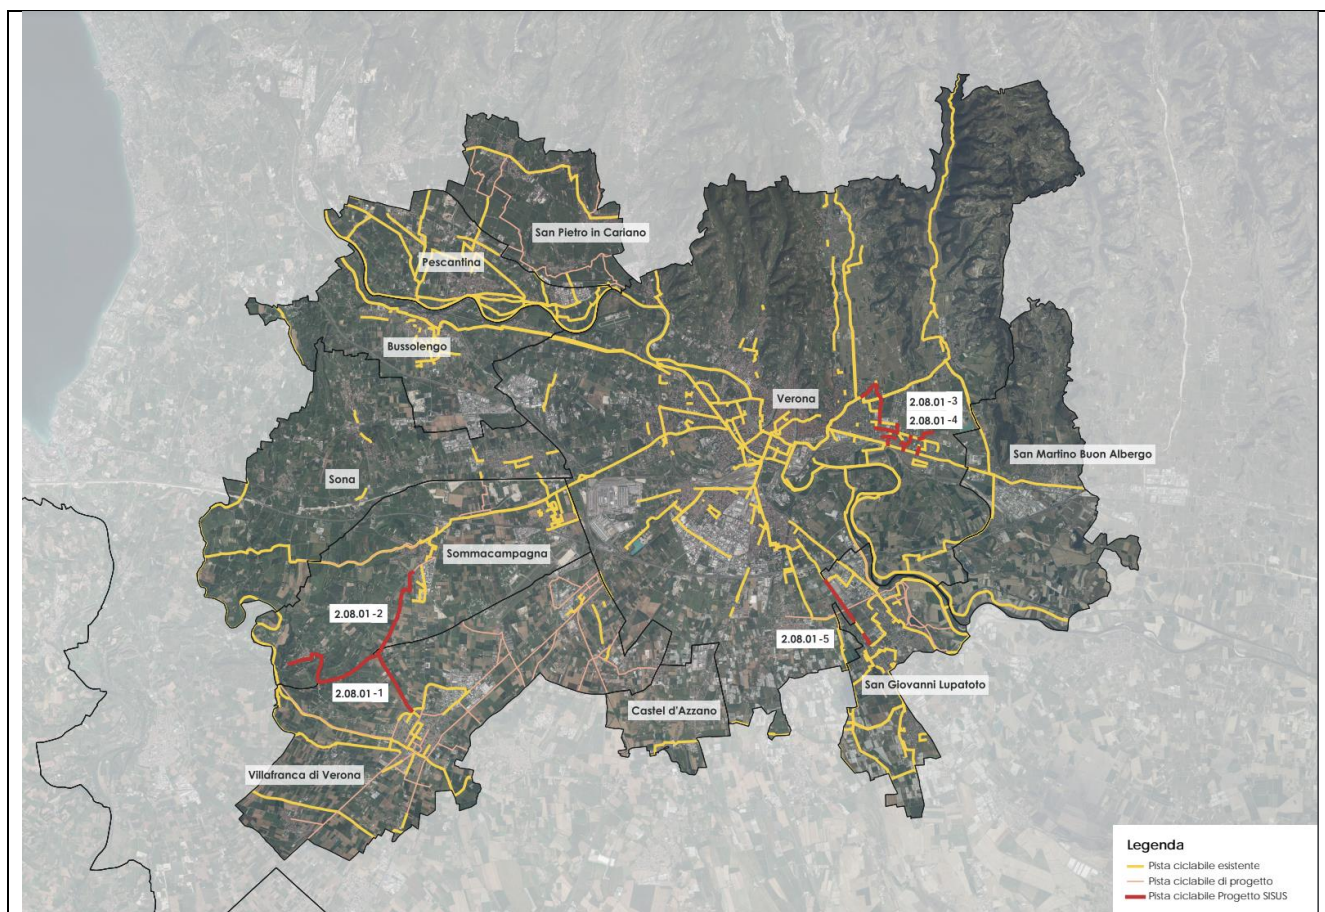 San Pietro in Cariano
Pescantina
Bussolengo
Verona
2.08.01 -3
2.08.01 -4
San Martino Buon Albergo
Sona
Sommacampagna
2.08.01 -2
2.08.01 -5
San Giovanni Lupatoto
2.08.01 -1
Castel d'Azzano
Villafranca di Verona
Legenda
Pista ciclabile esistente
Pista ciclabile di progetto
Pista ciclabile Progetto SISUS